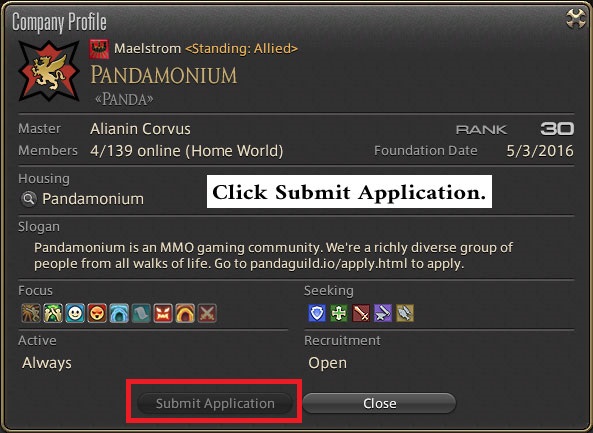 Company Profile
Maelstrom <Standing: Allied>
PANDAMONIUM
«PANDA»
Master Alianin Corvus RANK 30
Members 4/139 online (Home World) Foundation Date 5/3/2016
Housing
Pandamonium
Click Submit Application.
Slogan
Pandamonium is an MMO gaming community. We're a richly diverse group of
people from all walks of life. Go to pandaguild.io/apply.html to apply.
Focus Seeking
Active Recruitment
Always Open
Submit Application Close